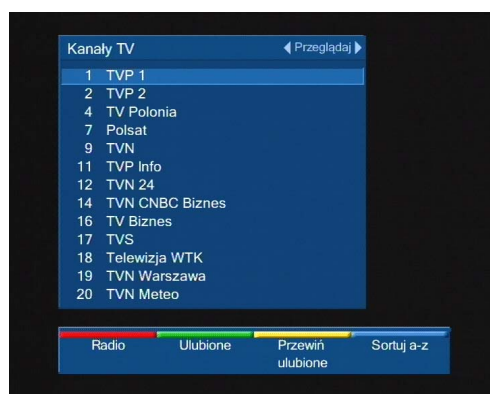 Kanały TV Przeglądaj
1 TVP 1
2 TVP 2
4 TV Polonia
7 Polsat
9 TVN
11 TVP Info
12 TVN 24
14 TVN CNBC Biznes
16 TV Biznes
17 TVS
18 Telewizja WTK
19 TVN Warszawa
20 TVN Meteo
Radio Ulubione Przewiń Sortuj a-z
ulubione